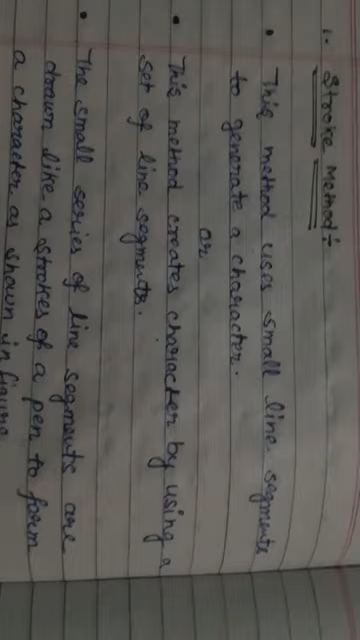 1. Stroke Method:-
• This method uses small line segments
to generate a character.
or
• This method creates character by using a
set of line segments.
• The small series of line segments are
drawn like a strokes of a pen to form
a character as shown in figure.